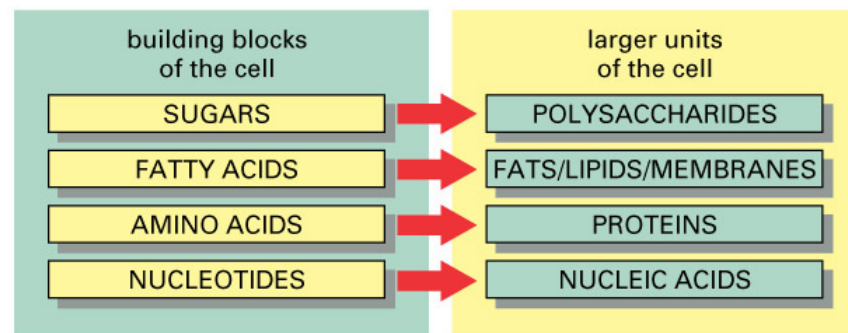 building blocks
of the cell
SUGARS
FATTY ACIDS
AMINO ACIDS
NUCLEOTIDES
larger units
of the cell
POLYSACCHARIDES
FATS/LIPIDS/MEMBRANES
PROTEINS
NUCLEIC ACIDS